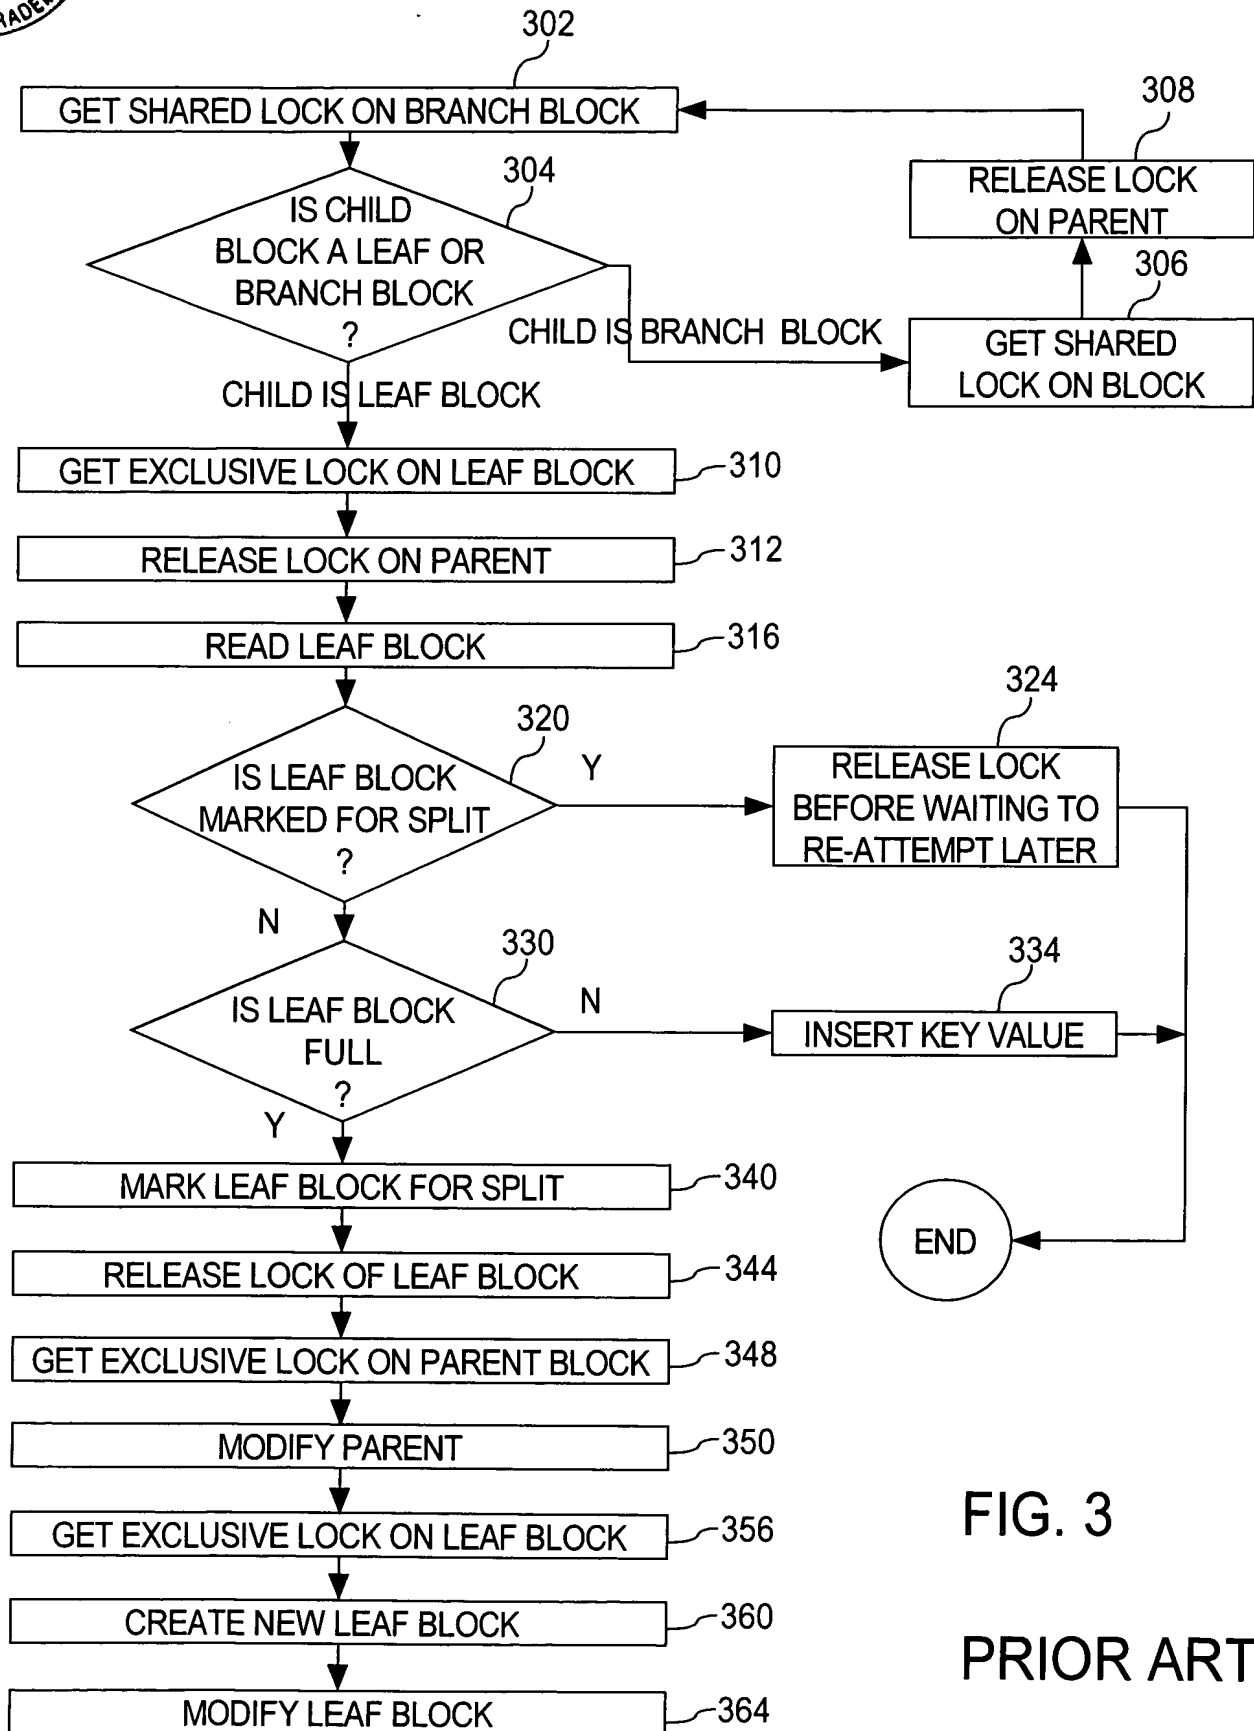 302
GET SHARED LOCK ON BRANCH BLOCK
308
RELEASE LOCK
ON PARENT
304
IS CHILD
BLOCK A LEAF OR
BRANCH BLOCK
?
306
GET SHARED
LOCK ON BLOCK
CHILD IS BRANCH BLOCK
CHILD IS LEAF BLOCK
GET EXCLUSIVE LOCK ON LEAF BLOCK
310
RELEASE LOCK ON PARENT
312
READ LEAF BLOCK
316
320
IS LEAF BLOCK
MARKED FOR SPLIT
?
Y
324
RELEASE LOCK
BEFORE WAITING TO
RE-ATTEMPT LATER
N
330
IS LEAF BLOCK
FULL
?
N
334
INSERT KEY VALUE
Y
MARK LEAF BLOCK FOR SPLIT
340
END
RELEASE LOCK OF LEAF BLOCK
344
GET EXCLUSIVE LOCK ON PARENT BLOCK
348
MODIFY PARENT
350
GET EXCLUSIVE LOCK ON LEAF BLOCK
356
CREATE NEW LEAF BLOCK
360
MODIFY LEAF BLOCK
364
FIG. 3
PRIOR ART